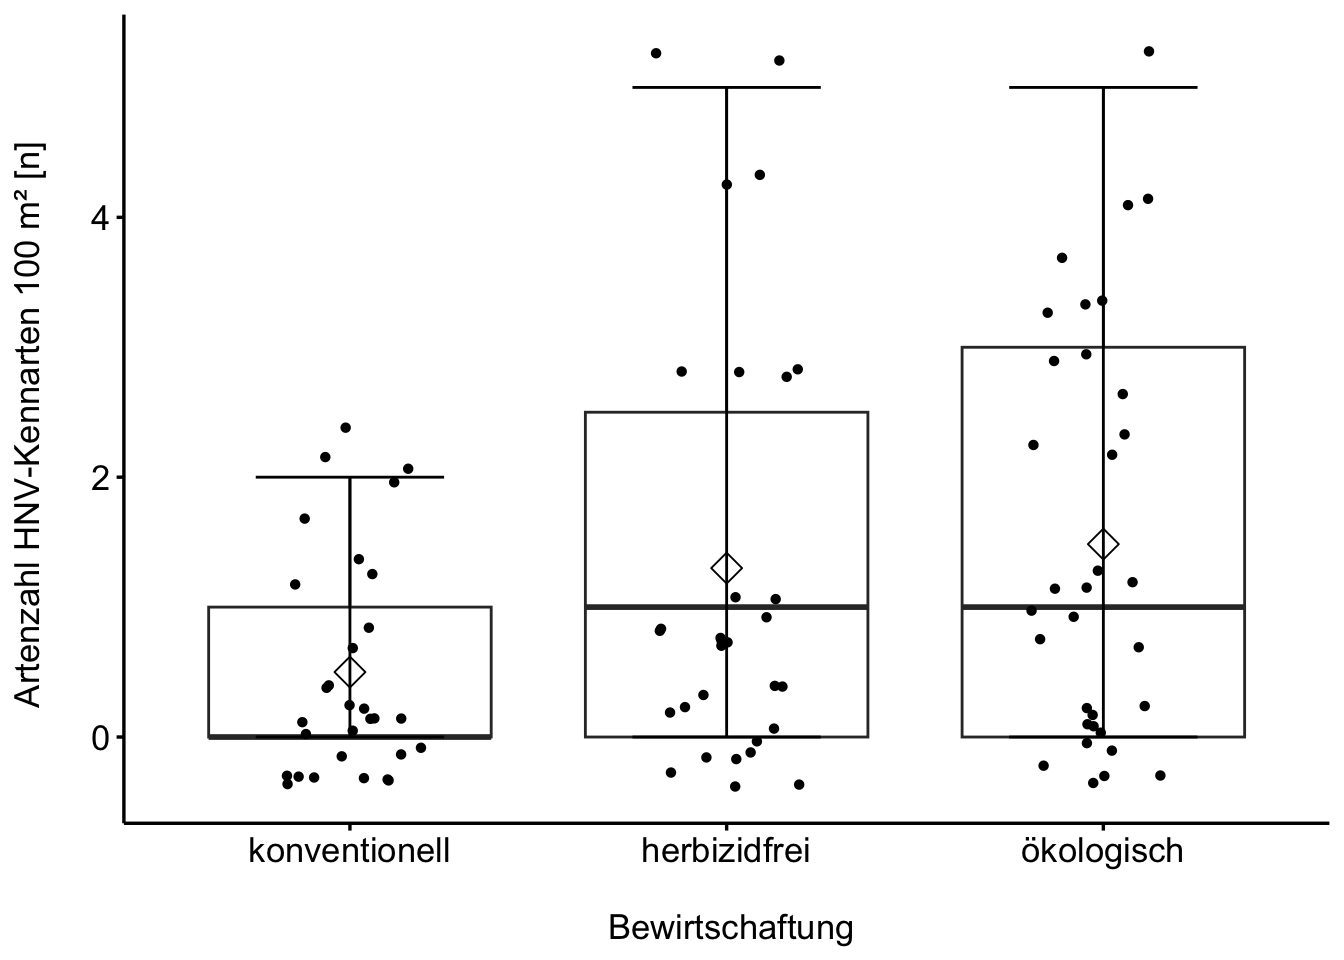 Artenzahl HNV-Kennarten 100 m² [n]
4
2
0
konventionell herbizidfrei ökologisch
Bewirtschaftung